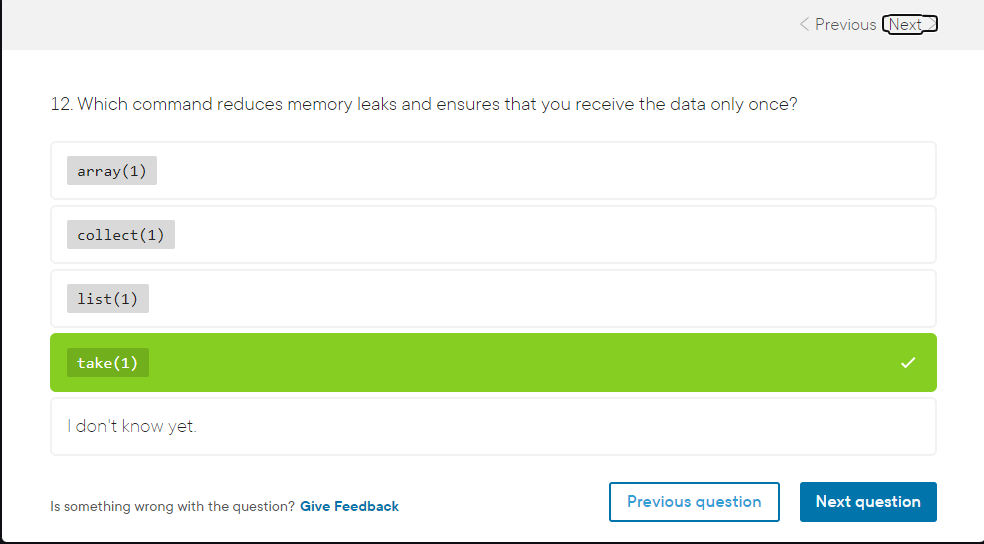 Previous Next
12. Which command reduces memory leaks and ensures that you receive the data only once?
array(1)
collect(1)
list(1)
take(1)
I don't know yet.
Is something wrong with the question? Give Feedback
Previous question
Next question